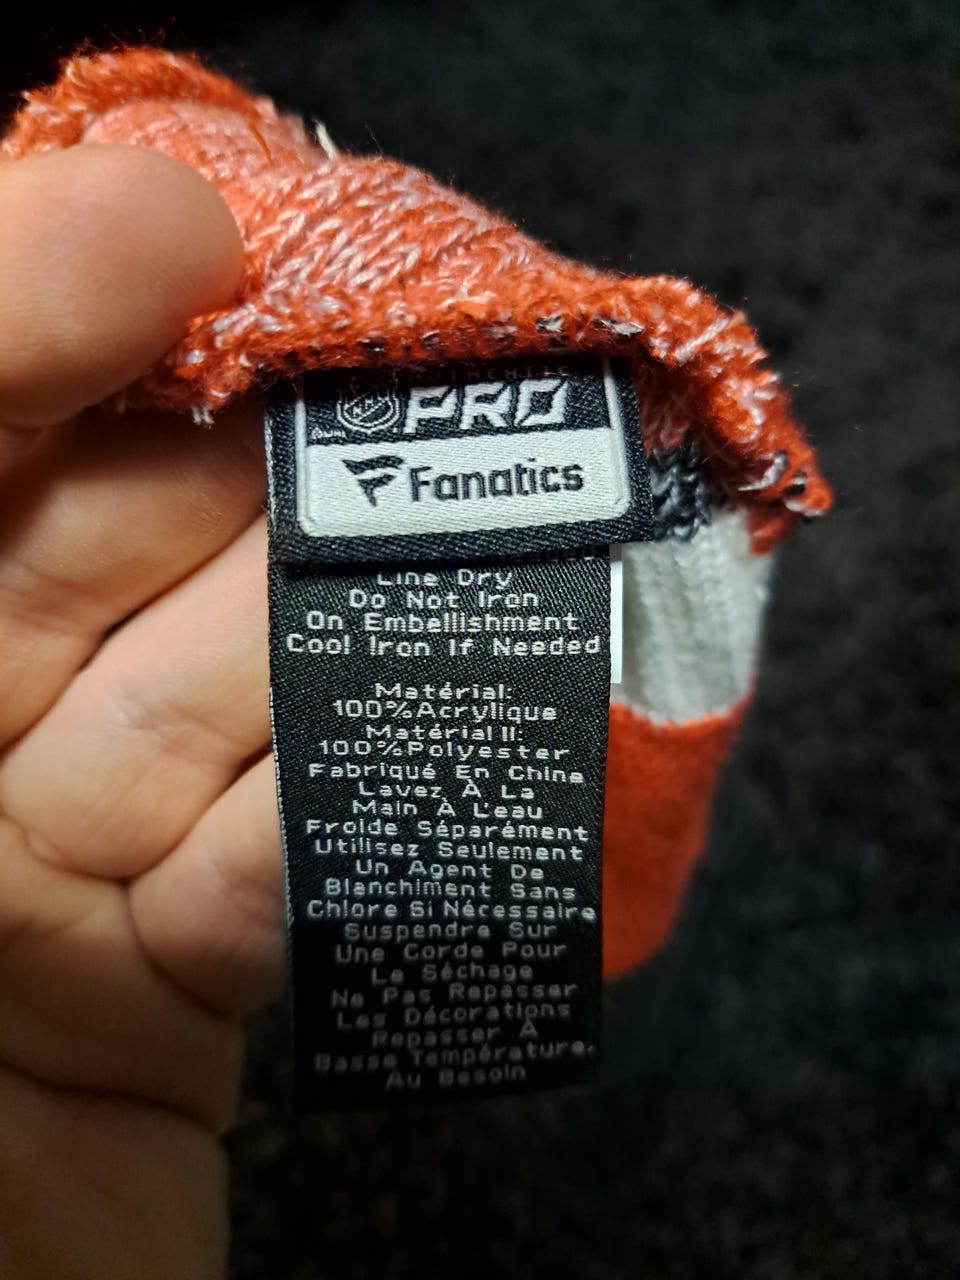 PRO
Fanatics
Line Dry
Do Not Iron
On Embellishment
Cool Iron If Needed
Matérial:
100%Acrylique
Matérial II:
100%Polyester
Fabriqué En Chine
Lavez À La
Main À L'eau
Froide Séparément
Utilisez Seulement
Un Agent De
Blanchiment Sans
Chlore Si Nécessaire
Suspendre Sur
Une Corde Pour
Le Séchage
Ne Pas Repasser
Les Décorations
Repasser À
Basse Température.
Au Besoin